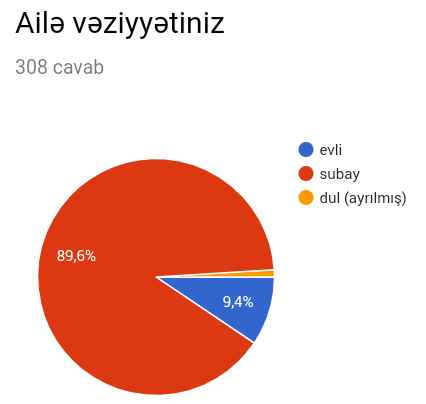 Ailə vəziyyətiniz
308 cavab
evli
subay
dul (ayrılmış)
89,6%
9,4%